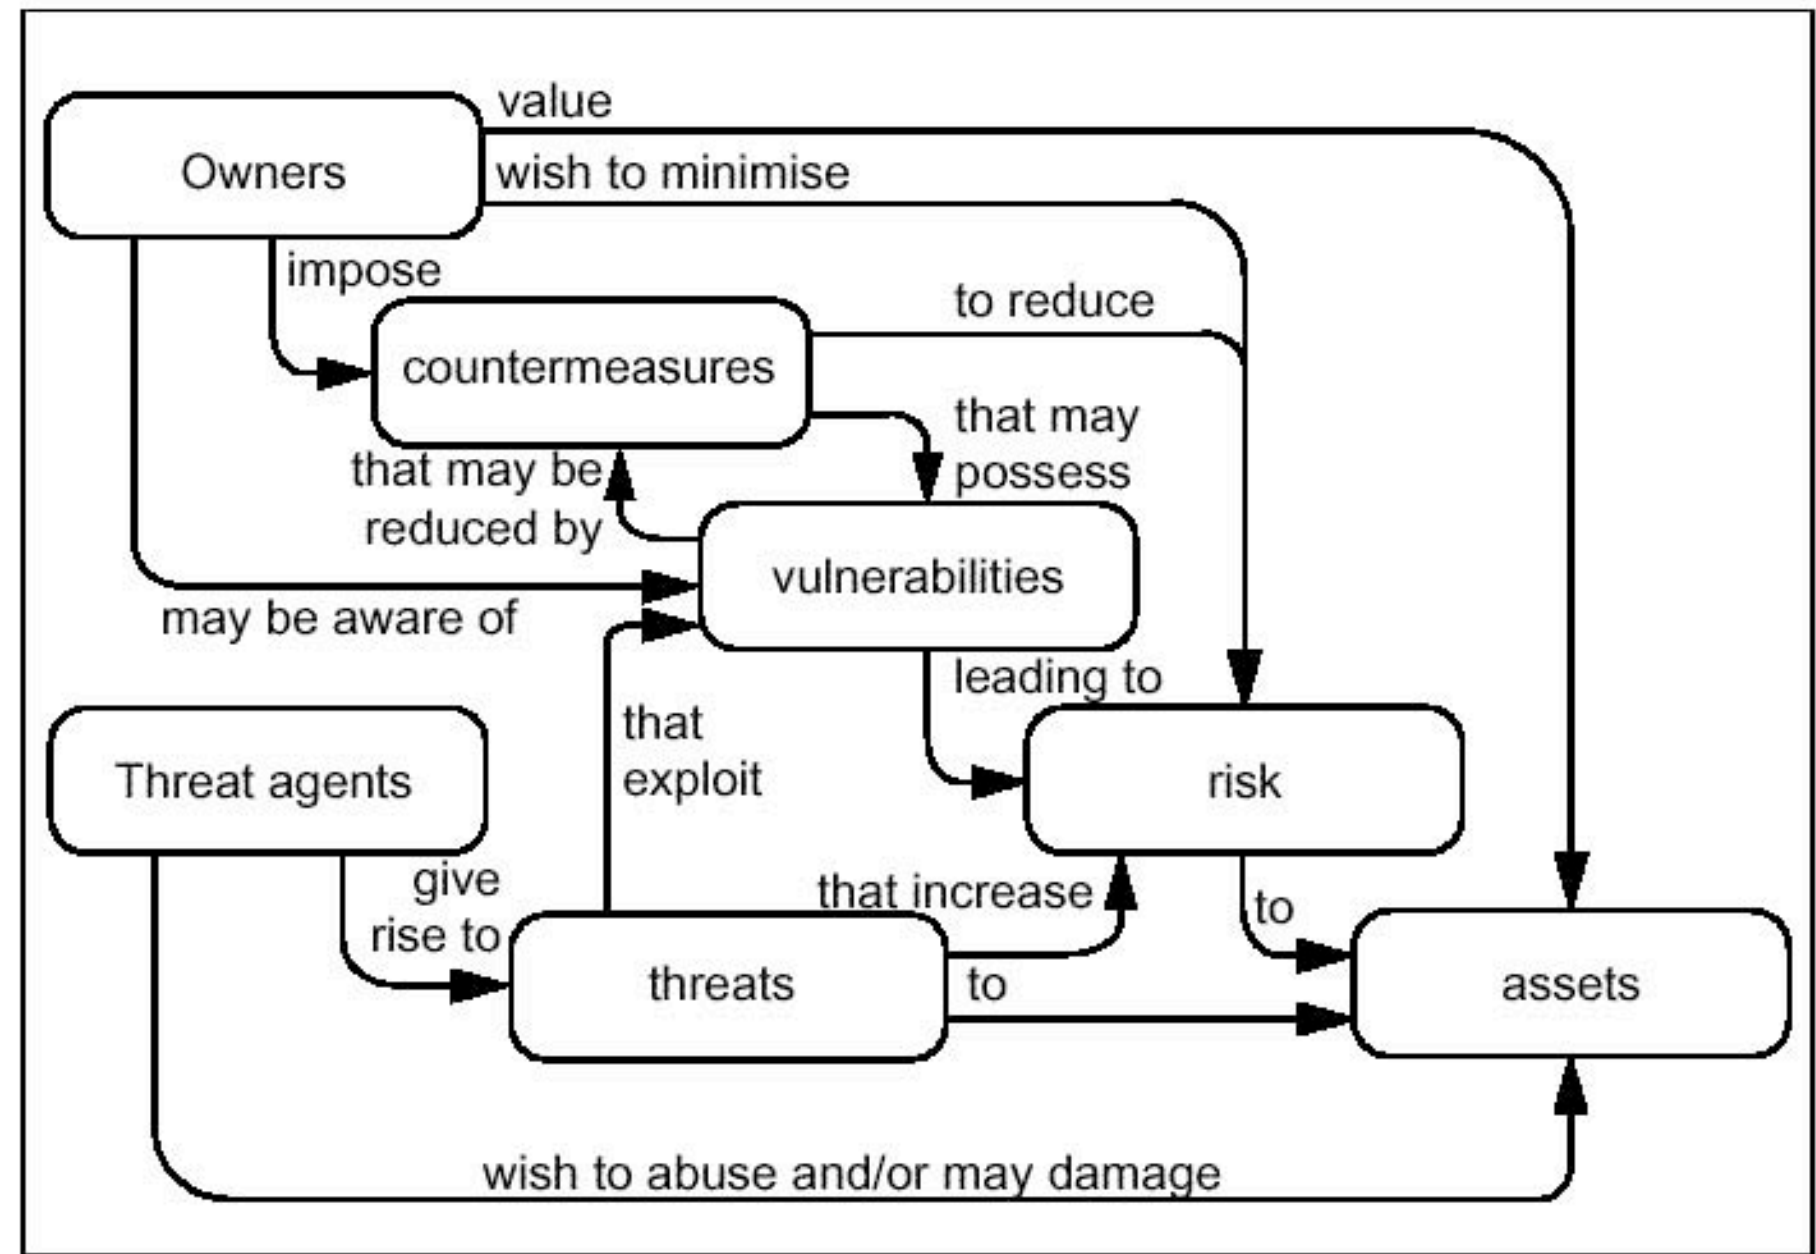 value
Owners
wish to minimise
impose
to reduce
countermeasures
that may
possess
that may be
reduced by
vulnerabilities
may be aware of
leading to
that
exploit
Threat agents
risk
give
rise to
that increase
to
threats
to
assets
wish to abuse and/or may damage